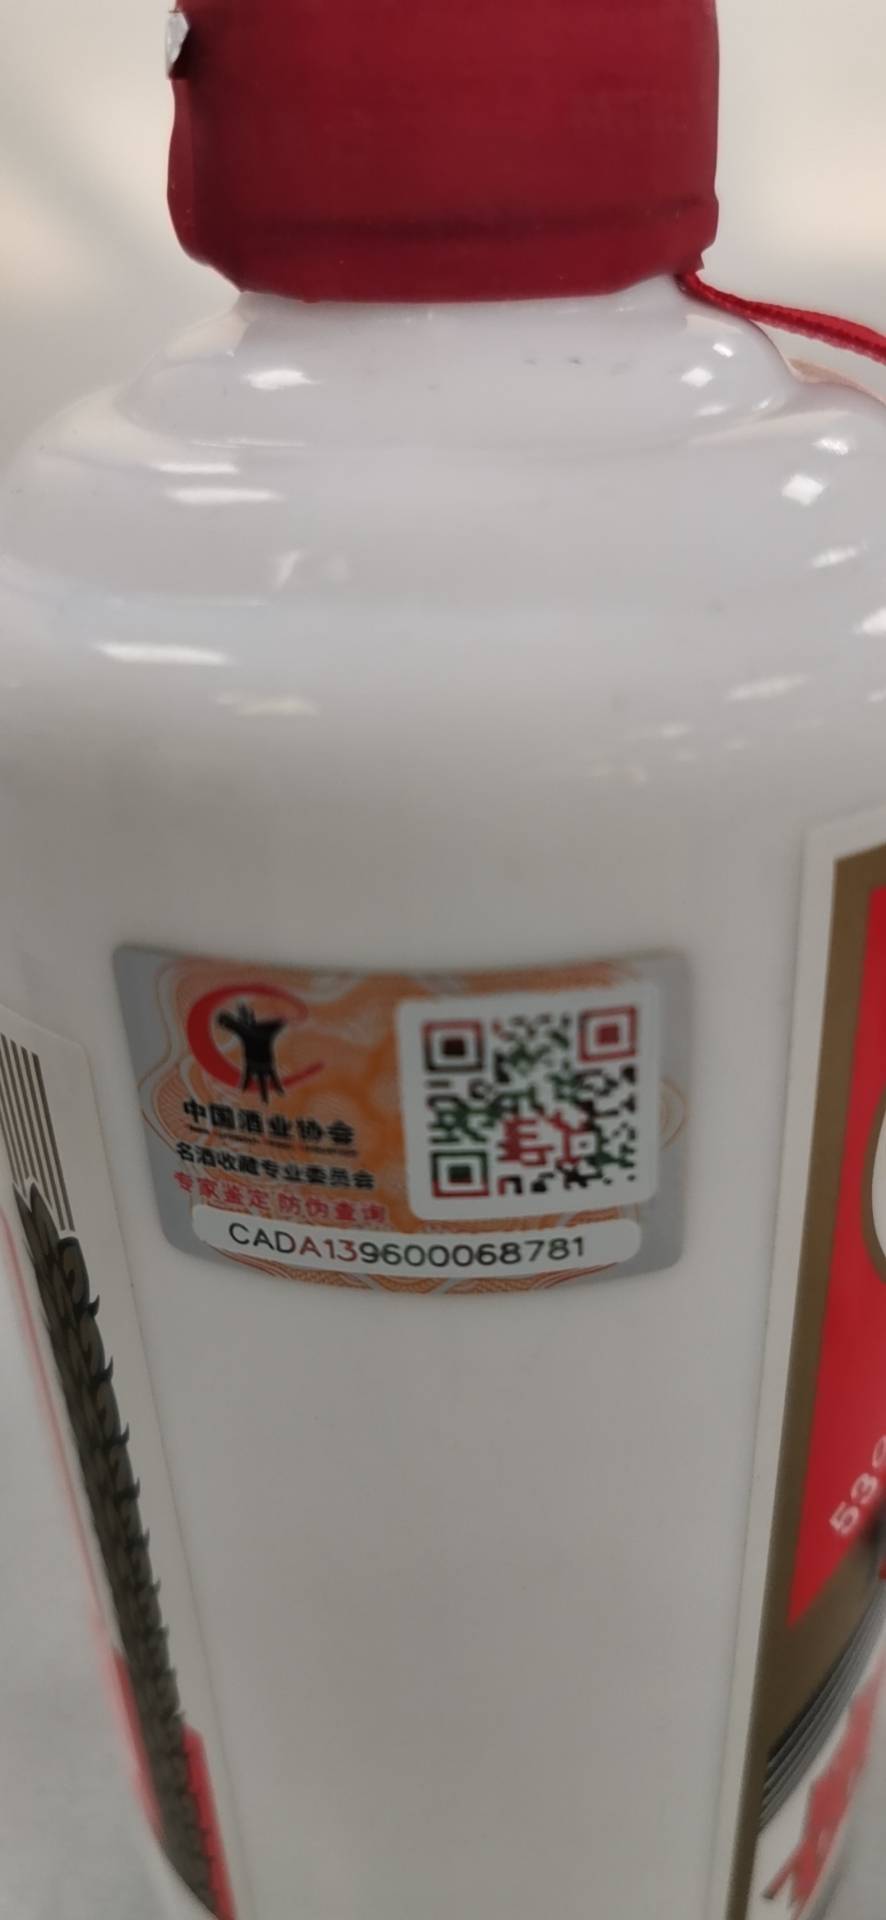 中国酒业协会
名酒收藏专业委员会
专家鉴定 防伪查询
CADA139600068781
539